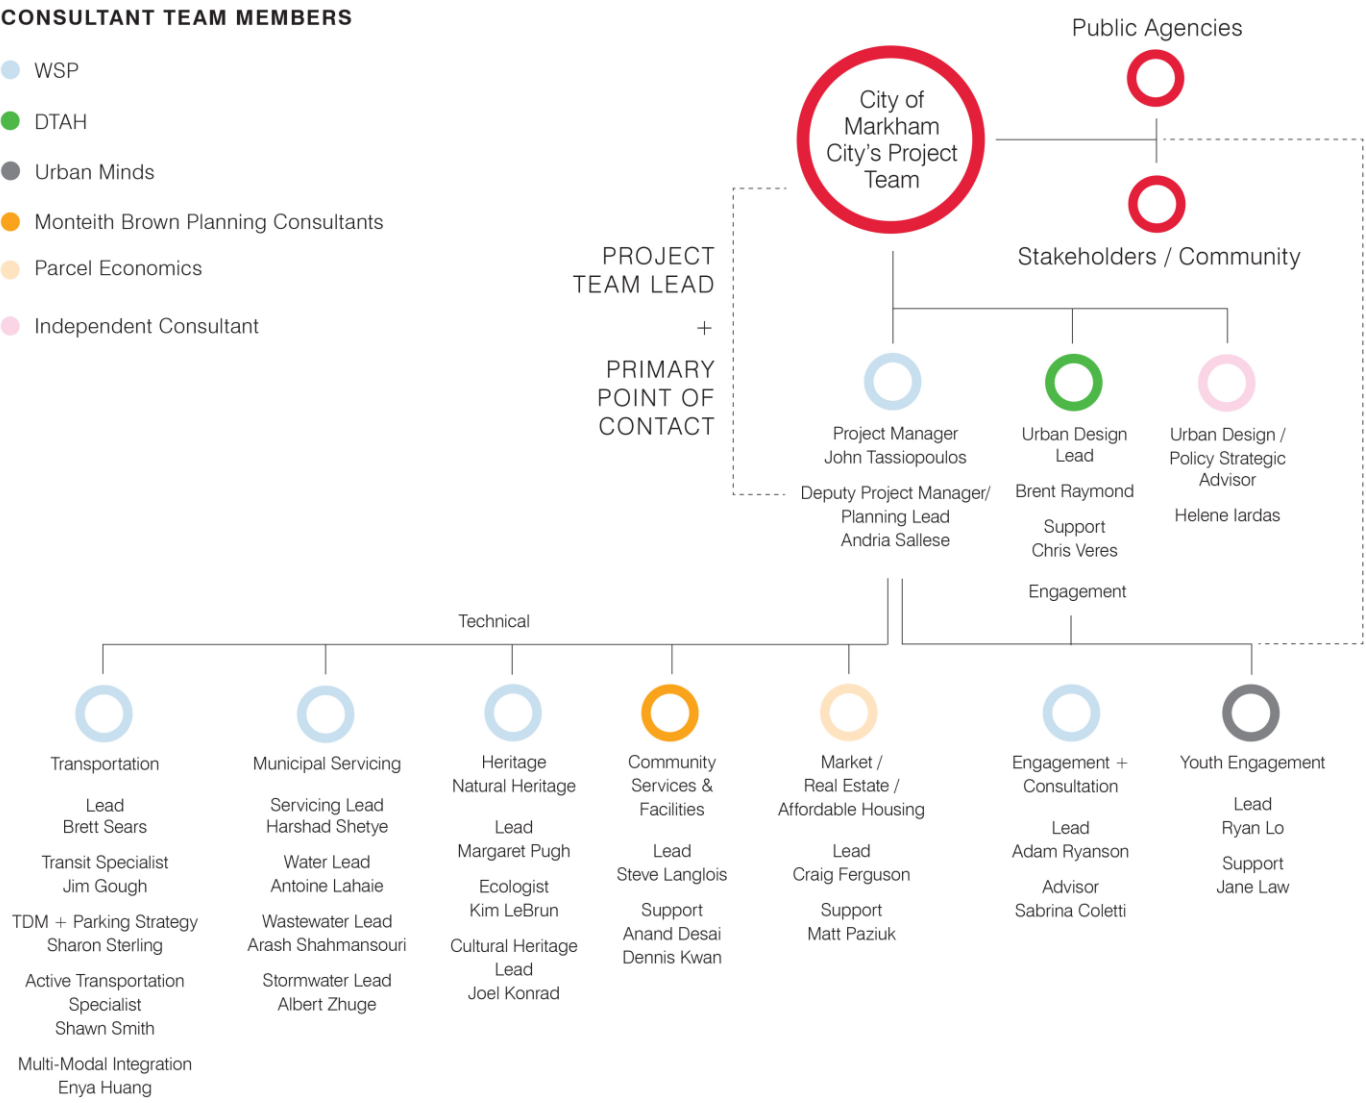 CONSULTANT TEAM MEMBERS
WSP
DTAH
Urban Minds
Monteith Brown Planning Consultants
Parcel Economics
Independent Consultant
Public Agencies
City of
Markham
City's Project
Team
Stakeholders / Community
PROJECT
TEAM LEAD
+
PRIMARY
POINT OF
CONTACT
Project Manager
John Tassiopoulos
Deputy Project Manager/
Planning Lead
Andria Sallese
Urban Design
Lead
Brent Raymond
Support
Chris Veres
Urban Design /
Policy Strategic
Advisor
Helene Iardas
Engagement
Technical
Transportation
Lead
Brett Sears
Transit Specialist
Jim Gough
TDM + Parking Strategy
Sharon Sterling
Active Transportation
Specialist
Shawn Smith
Multi-Modal Integration
Enya Huang
Municipal Servicing
Servicing Lead
Harshad Shetye
Water Lead
Antoine Lahaie
Wastewater Lead
Arash Shahmansouri
Stormwater Lead
Albert Zhuge
Heritage
Natural Heritage
Lead
Margaret Pugh
Ecologist
Kim LeBrun
Cultural Heritage
Lead
Joel Konrad
Community
Services &
Facilities
Lead
Steve Langlois
Support
Anand Desai
Dennis Kwan
Market /
Real Estate /
Affordable Housing
Lead
Craig Ferguson
Support
Matt Paziuk
Engagement +
Consultation
Lead
Adam Ryanson
Advisor
Sabrina Coletti
Youth Engagement
Lead
Ryan Lo
Support
Jane Law